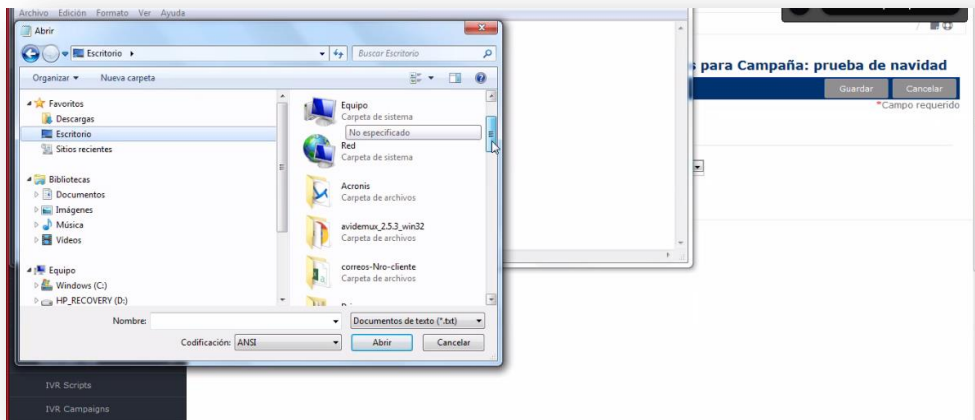 Archivo Edición Formato Ver Ayuda
Abrir
Escritorio
Buscar Escritorio
Organizar Nueva carpeta
Favoritos
Descargas
Escritorio
Sitios recientes
Bibliotecas
Documentos
Imágenes
Música
Videos
Equipo
Windows (C:)
HP_RECOVERY (D:)
Equipo
Carpeta de sistema
No especificado
Red
Carpeta de sistema
Acronis
Carpeta de archivos
avidemux_2.5.3_win32
Carpeta de archivos
correos-Nro-cliente
Carpeta de archivos
Nombre:
Documentos de texto (*.txt)
Codificación: ANSI
Abrir Cancelar
s para Campaña: prueba de navidad
Guardar Cancelar
*Campo requerido
IVR Scripts
IVR Campaigns